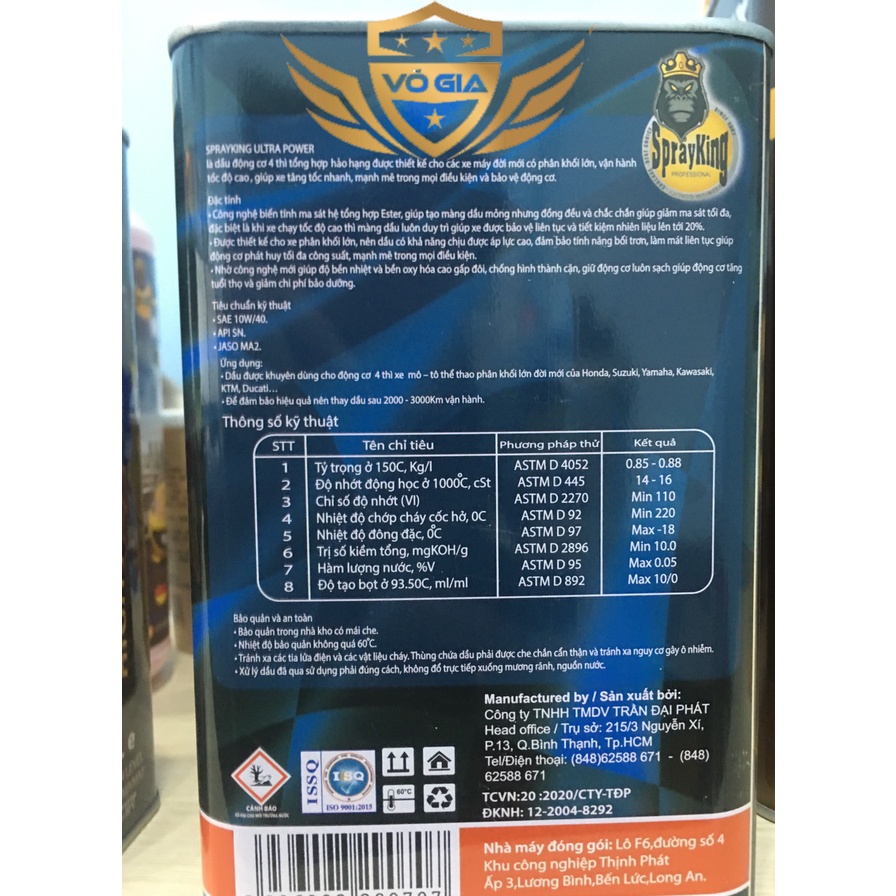 VÕ GIA
SprayKing
PROFESSIONAL
SPRAYKING ULTRA POWER
là dầu động cơ 4 thì tổng hợp hảo hạng được thiết kế cho các xe máy đời mới có phân khối lớn, vận hành
tốc độ cao, giúp xe tăng tốc nhanh, mạnh mẽ trong mọi điều kiện và bảo vệ động cơ.
Đặc tính
• Công nghệ biến tính ma sát hệ tổng hợp Ester, giúp tạo màng dầu mỏng nhưng đồng đều và chắc chắn giúp giảm ma sát tối đa,
đặc biệt là khi xe chạy tốc độ cao thì màng dầu luôn duy trì giúp xe được bảo vệ liên tục và tiết kiệm nhiên liệu lên tới 20%.
• Được thiết kế cho xe phân khối lớn, nên dầu có khả năng chịu được áp lực cao, đảm bảo tính năng bôi trơn, làm mát liên tục giúp
động cơ phát huy tối đa công suất, mạnh mẽ trong mọi điều kiện.
• Nhờ công nghệ mới giúp độ bền nhiệt và bền oxy hóa cao gấp đôi, chống hình thành cặn, giữ động cơ luôn sạch giúp động cơ tăng
tuổi thọ và giảm chi phí bảo dưỡng.
Tiêu chuẩn kỹ thuật
• SAE 10W/40.
• API SN.
• JASO MA2.
Ứng dụng:
• Dầu được khuyên dùng cho động cơ 4 thì xe mô – tô thể thao phân khối lớn đời mới của Honda, Suzuki, Yamaha, Kawasaki,
KTM, Ducati...
• Để đảm bảo hiệu quả nên thay dầu sau 2000 - 3000Km vận hành.
Thông số kỹ thuật
STT Tên chỉ tiêu Phương pháp thử Kết quả
1 Tỷ trọng ở 150C, Kg/l ASTM D 4052 0.85 - 0.88
2 Độ nhớt động học ở 1000°C, cSt ASTM D 445 14 - 16
3 Chỉ số độ nhớt (VI) ASTM D 2270 Min 110
4 Nhiệt độ chớp cháy cốc hở, 0C ASTM D 92 Min 220
5 Nhiệt độ đông đặc, 0°C ASTM D 97 Max -18
6 Trị số kiềm tổng, mgKOH/g ASTM D 2896 Min 10.0
7 Hàm lượng nước, %V ASTM D 95 Max 0.05
8 Độ tạo bọt ở 93.50C, ml/ml ASTM D 892 Max 10/0
Bảo quản và an toàn
• Bảo quản trong nhà kho có mái che.
• Nhiệt độ bảo quản không quá 60°C.
• Tránh xa các tia lửa điện và các vật liệu cháy. Thùng chứa dầu phải được che chắn cẩn thận và tránh xa nguy cơ gây ô nhiễm.
• Xử lý dầu đã qua sử dụng phải đúng cách, không đổ trực tiếp xuống mương rãnh, nguồn nước.
Manufactured by / Sản xuất bởi:
Công ty TNHH TMDV TRẦN ĐẠI PHÁT
Head office / Trụ sở: 215/3 Nguyễn Xí,
P.13, Q.Bình Thạnh, Tp.HCM
Tel/Điện thoại: (848)62588 671 - (848)
62588 671
TCVN:20 :2020/CTY-TĐP
ĐKNH: 12-2004-8292
CẢNH BÁO
ISSQ
ISQ
ISO 9001:2015
60°C
Nhà máy đóng gói: Lô F6,đường số 4
Khu công nghiệp Thịnh Phát
Ấp 3,Lương Bình,Bến Lức,Long An.